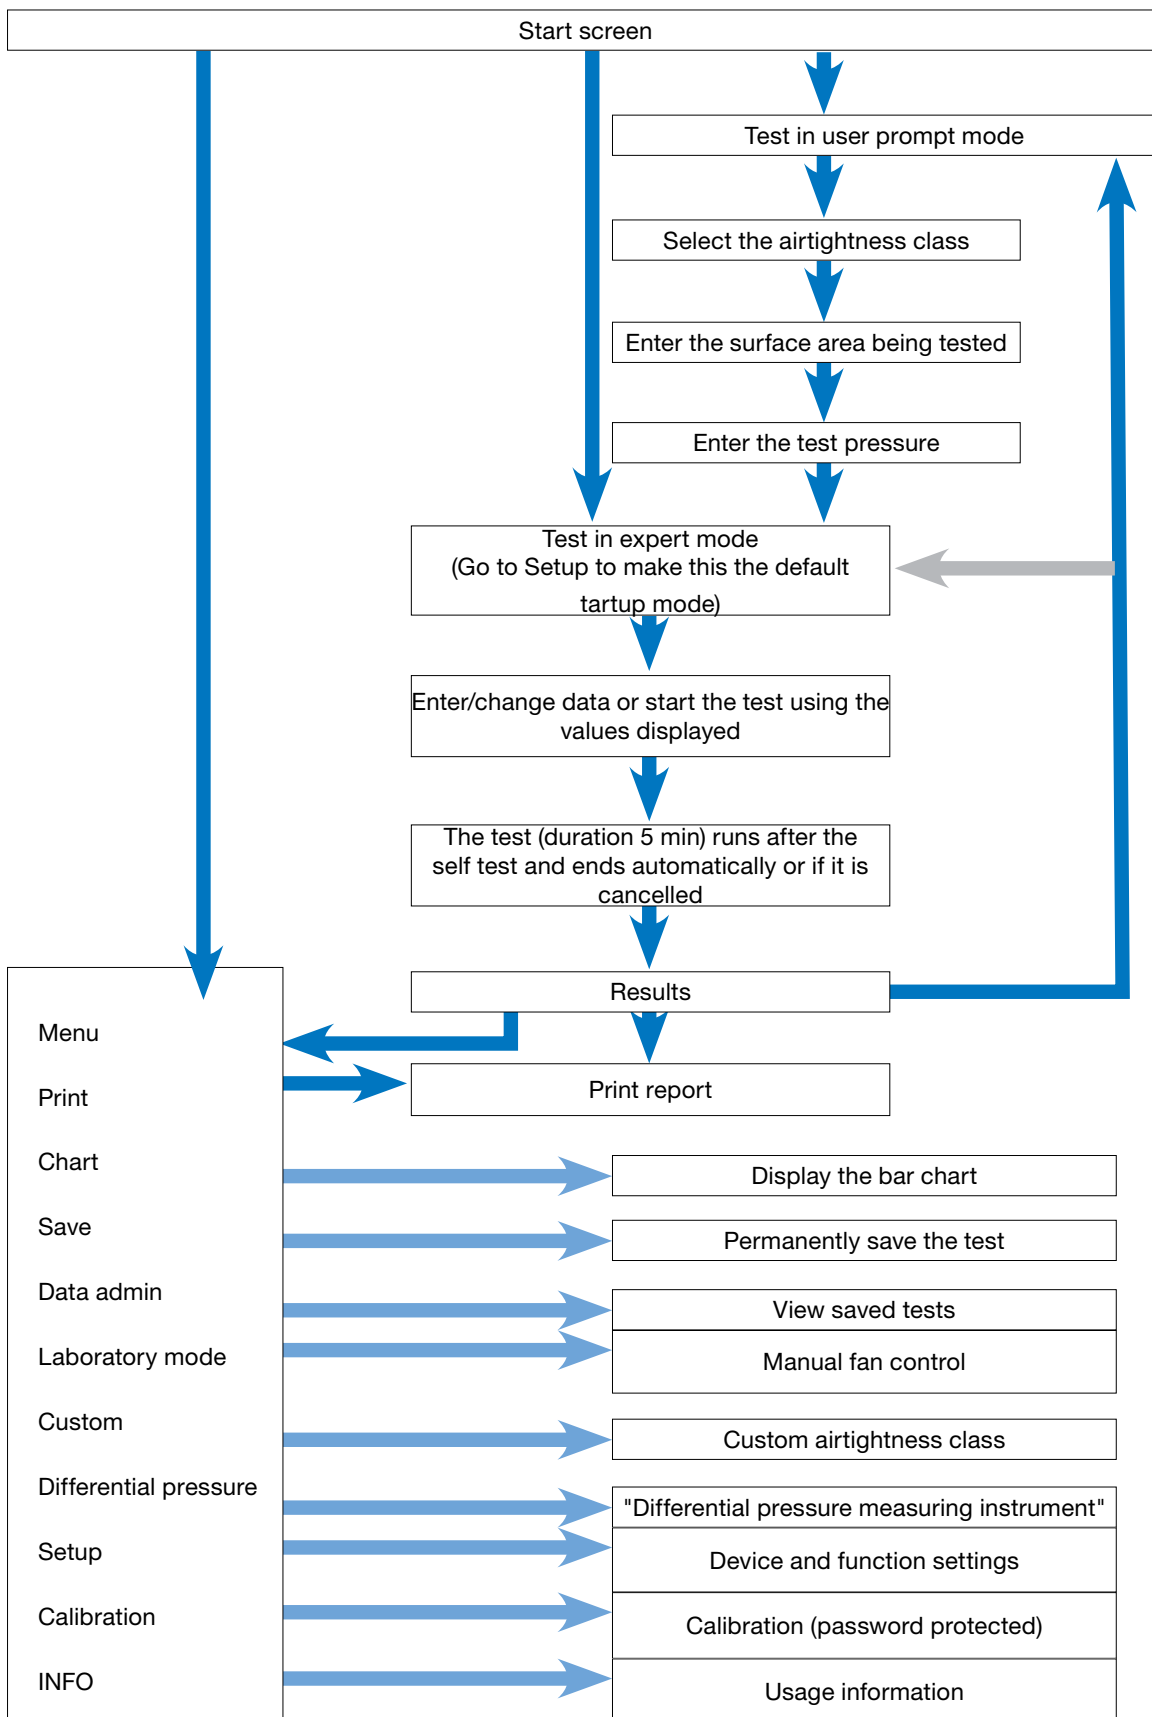 Start screen
Test in user prompt mode
Select the airtightness class
Enter the surface area being tested
Enter the test pressure
Test in expert mode
(Go to Setup to make this the default
tartup mode)
Enter/change data or start the test using the
values displayed
The test (duration 5 min) runs after the
self test and ends automatically or if it is
cancelled
Results
Menu
Print
Print report
Chart
Display the bar chart
Save
Permanently save the test
Data admin
View saved tests
Laboratory mode
Manual fan control
Custom
Custom airtightness class
Differential pressure
"Differential pressure measuring instrument"
Setup
Device and function settings
Calibration
Calibration (password protected)
INFO
Usage information